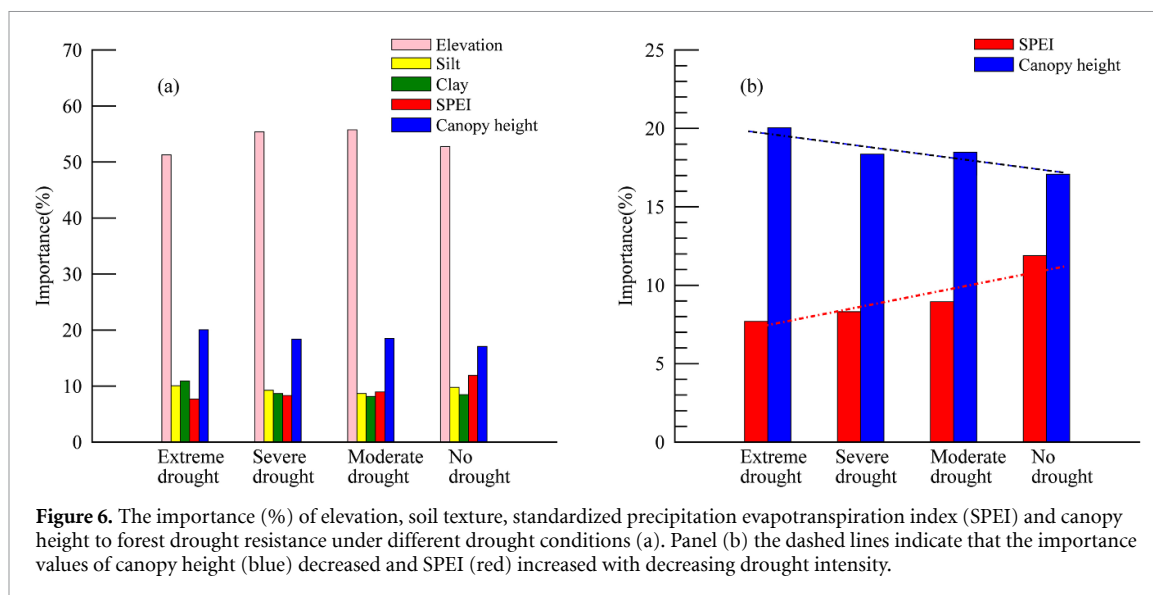 70
60
50
40
30
20
10
0
Importance(%)
(a)
Elevation
Silt
Clay
SPEI
Canopy height
Extreme drought
Severe drought
Moderate drought
No drought
25
20
15
10
5
0
Importance(%)
(b)
SPEI
Canopy height
Extreme drought
Severe drought
Moderate drought
No drought
Figure 6. The importance (%) of elevation, soil texture, standardized precipitation evapotranspiration index (SPEI) and canopy
height to forest drought resistance under different drought conditions (a). Panel (b) the dashed lines indicate that the importance
values of canopy height (blue) decreased and SPEI (red) increased with decreasing drought intensity.